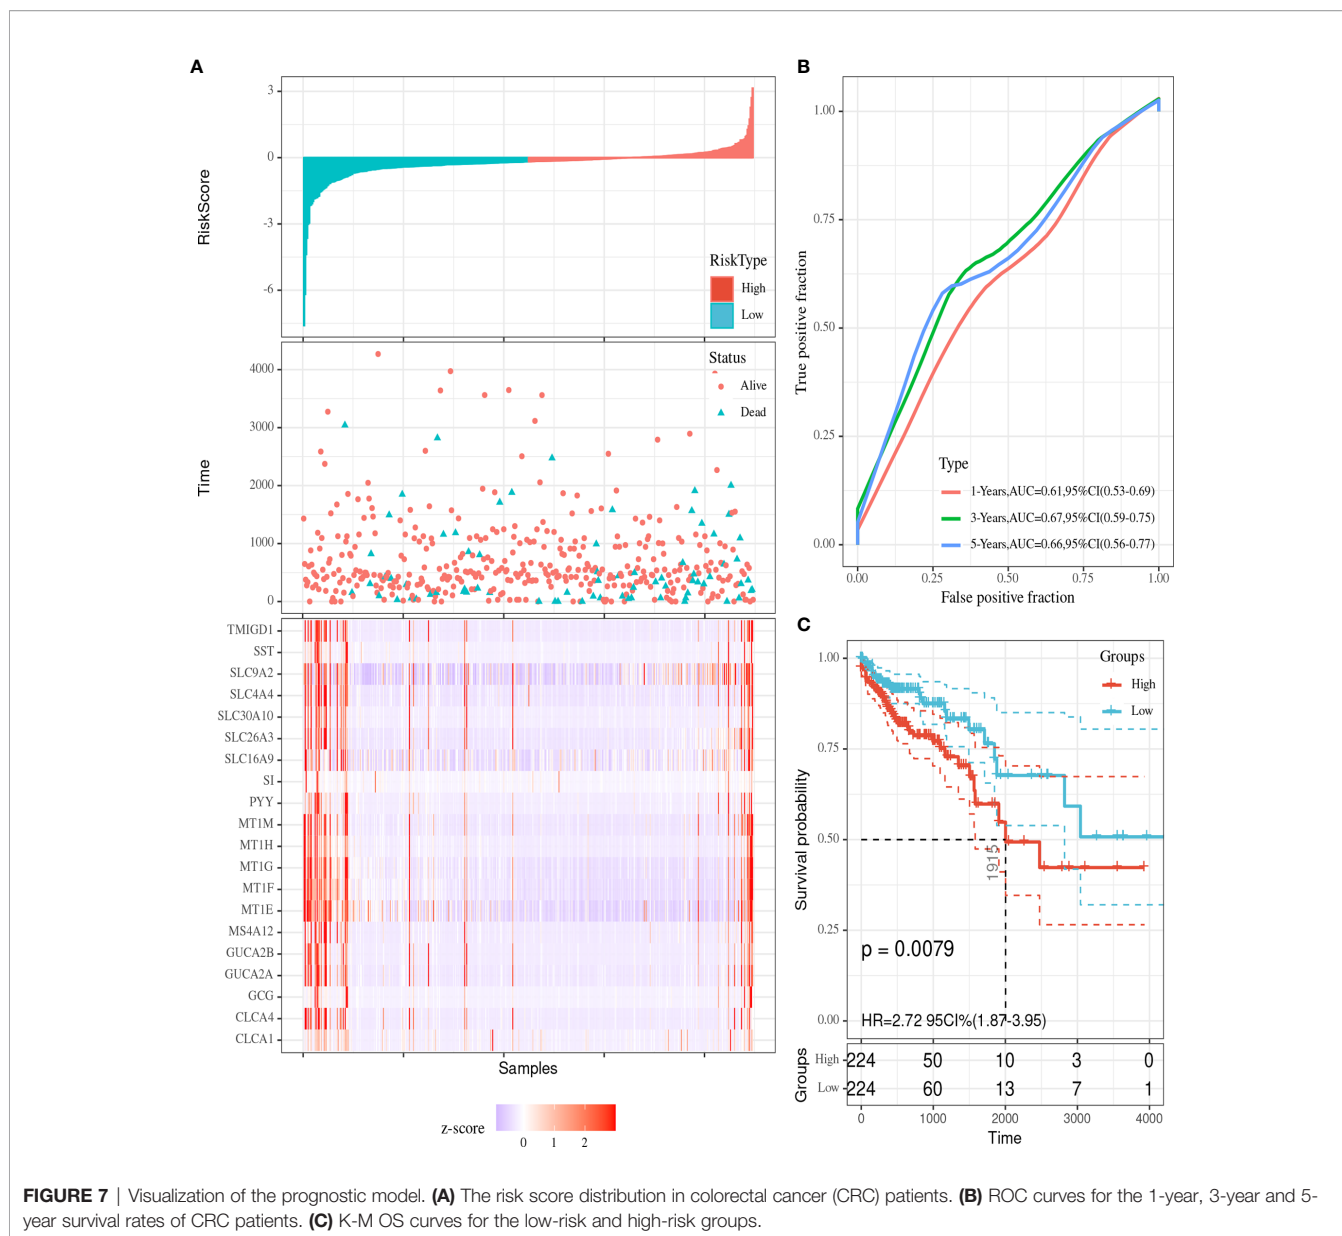 A
3
0
-3
-6
RiskScore
RiskType
High
Low
4000
3000
2000
1000
0
Time
Status
Alive
Dead
TMIGD1
SST
SLC9A2
SLC4A4
SLC30A10
SLC26A3
SLC16A9
SI
PYY
MT1M
MT1H
MT1G
MT1F
MT1E
MS4A12
GUCA2B
GUCA2A
GCG
CLCA4
CLCA1
Samples
z-score
0 1 2
B
1.00
0.75
0.50
0.25
0.00
True positive fraction
Type
1-Years,AUC=0.61,95%CI(0.53-0.69)
3-Years,AUC=0.67,95%CI(0.59-0.75)
5-Years,AUC=0.66,95%CI(0.56-0.77)
0.00 0.25 0.50 0.75 1.00
False positive fraction
C
1.00
0.75
0.50
0.25
0.00
Survival probability
Groups
High
Low
1915
p = 0.0079
HR=2.72 95CI%(1.87-3.95)
Groups
High 224 50 10 3 0
Low 224 60 13 7 1
0 1000 2000 3000 4000
Time
FIGURE 7 | Visualization of the prognostic model. (A) The risk score distribution in colorectal cancer (CRC) patients. (B) ROC curves for the 1-year, 3-year and 5-
year survival rates of CRC patients. (C) K-M OS curves for the low-risk and high-risk groups.